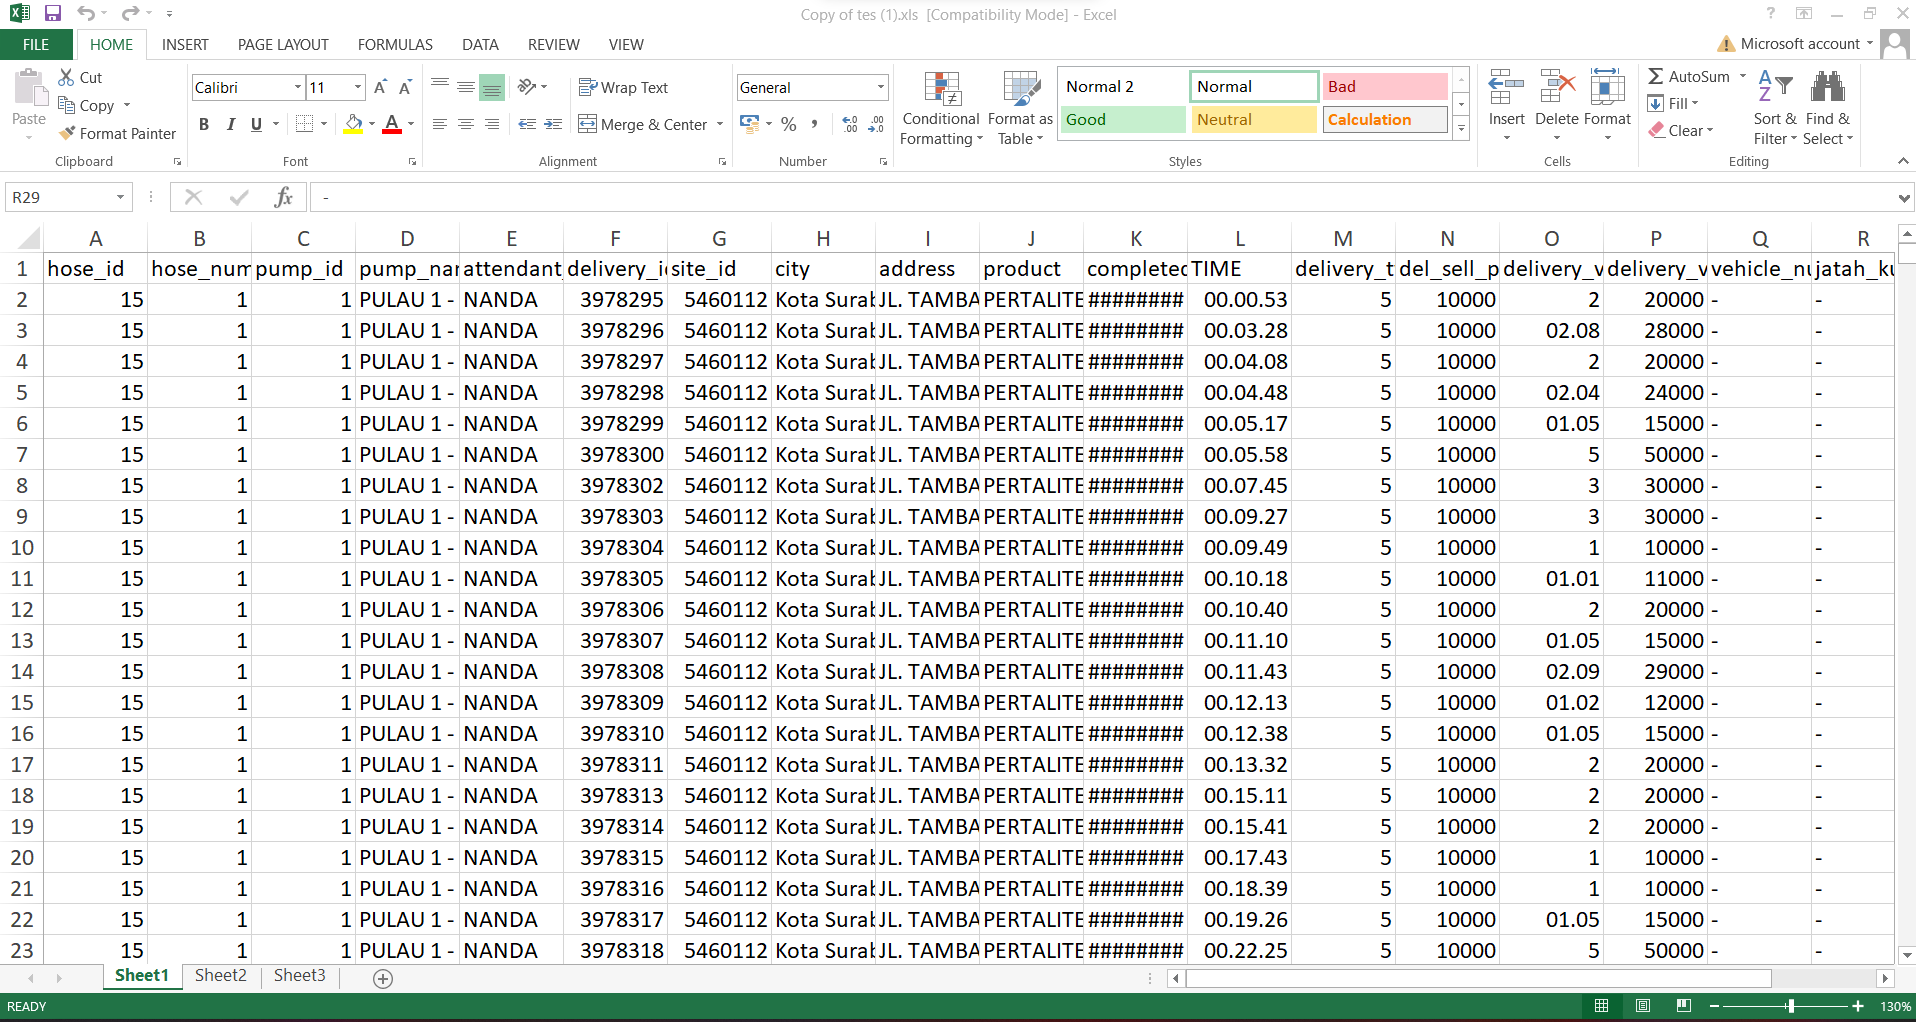 Copy of tes (1).xls  [Compatibility Mode] - Excel
FILE HOME INSERT PAGE LAYOUT FORMULAS DATA REVIEW VIEW Microsoft account
Paste Cut Copy Format Painter Clipboard
Calibri 11 B I U A Font
Wrap Text Merge & Center Alignment
General % , Number
Conditional Formatting Format as Table
Normal 2 Normal Bad
Good Neutral Calculation
Styles
Insert Delete Format Cells
AutoSum Fill Clear Sort & Filter Find & Select Editing
R29 fx -
A B C D E F G H I J K L M N O P Q R
1 hose_id hose_num pump_id pump_nar attendant delivery_i site_id city address product completed TIME delivery_t del_sell_p delivery_v delivery_v vehicle_nu jatah_ku
2 15 1 1 PULAU 1 - NANDA 3978295 5460112 Kota Surab JL. TAMBA PERTALITE ######## 00.00.53 5 10000 2 20000 - -
3 15 1 1 PULAU 1 - NANDA 3978296 5460112 Kota Surab JL. TAMBA PERTALITE ######## 00.03.28 5 10000 02.08 28000 - -
4 15 1 1 PULAU 1 - NANDA 3978297 5460112 Kota Surab JL. TAMBA PERTALITE ######## 00.04.08 5 10000 2 20000 - -
5 15 1 1 PULAU 1 - NANDA 3978298 5460112 Kota Surab JL. TAMBA PERTALITE ######## 00.04.48 5 10000 02.04 24000 - -
6 15 1 1 PULAU 1 - NANDA 3978299 5460112 Kota Surab JL. TAMBA PERTALITE ######## 00.05.17 5 10000 01.05 15000 - -
7 15 1 1 PULAU 1 - NANDA 3978300 5460112 Kota Surab JL. TAMBA PERTALITE ######## 00.05.58 5 10000 5 50000 - -
8 15 1 1 PULAU 1 - NANDA 3978302 5460112 Kota Surab JL. TAMBA PERTALITE ######## 00.07.45 5 10000 3 30000 - -
9 15 1 1 PULAU 1 - NANDA 3978303 5460112 Kota Surab JL. TAMBA PERTALITE ######## 00.09.27 5 10000 3 30000 - -
10 15 1 1 PULAU 1 - NANDA 3978304 5460112 Kota Surab JL. TAMBA PERTALITE ######## 00.09.49 5 10000 1 10000 - -
11 15 1 1 PULAU 1 - NANDA 3978305 5460112 Kota Surab JL. TAMBA PERTALITE ######## 00.10.18 5 10000 01.01 11000 - -
12 15 1 1 PULAU 1 - NANDA 3978306 5460112 Kota Surab JL. TAMBA PERTALITE ######## 00.10.40 5 10000 2 20000 - -
13 15 1 1 PULAU 1 - NANDA 3978307 5460112 Kota Surab JL. TAMBA PERTALITE ######## 00.11.10 5 10000 01.05 15000 - -
14 15 1 1 PULAU 1 - NANDA 3978308 5460112 Kota Surab JL. TAMBA PERTALITE ######## 00.11.43 5 10000 02.09 29000 - -
15 15 1 1 PULAU 1 - NANDA 3978309 5460112 Kota Surab JL. TAMBA PERTALITE ######## 00.12.13 5 10000 01.02 12000 - -
16 15 1 1 PULAU 1 - NANDA 3978310 5460112 Kota Surab JL. TAMBA PERTALITE ######## 00.12.38 5 10000 01.05 15000 - -
17 15 1 1 PULAU 1 - NANDA 3978311 5460112 Kota Surab JL. TAMBA PERTALITE ######## 00.13.32 5 10000 2 20000 - -
18 15 1 1 PULAU 1 - NANDA 3978313 5460112 Kota Surab JL. TAMBA PERTALITE ######## 00.15.11 5 10000 2 20000 - -
19 15 1 1 PULAU 1 - NANDA 3978314 5460112 Kota Surab JL. TAMBA PERTALITE ######## 00.15.41 5 10000 2 20000 - -
20 15 1 1 PULAU 1 - NANDA 3978315 5460112 Kota Surab JL. TAMBA PERTALITE ######## 00.17.43 5 10000 1 10000 - -
21 15 1 1 PULAU 1 - NANDA 3978316 5460112 Kota Surab JL. TAMBA PERTALITE ######## 00.18.39 5 10000 1 10000 - -
22 15 1 1 PULAU 1 - NANDA 3978317 5460112 Kota Surab JL. TAMBA PERTALITE ######## 00.19.26 5 10000 01.05 15000 - -
23 15 1 1 PULAU 1 - NANDA 3978318 5460112 Kota Surab JL. TAMBA PERTALITE ######## 00.22.25 5 10000 5 50000 - -
Sheet1 Sheet2 Sheet3
READY 130%